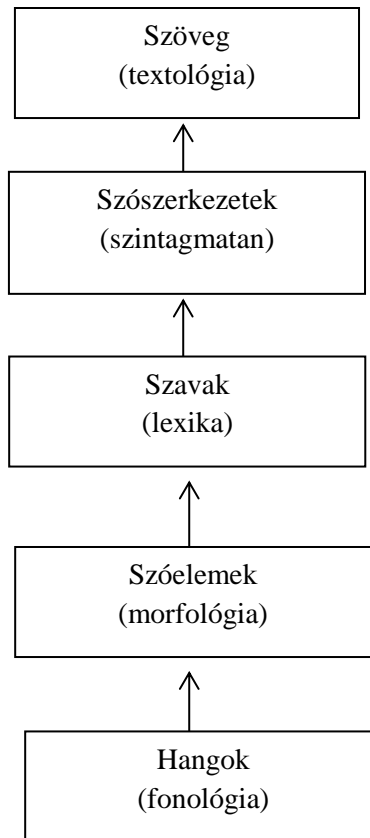 Szöveg
(textológia)
Szószerkezetek
(szintagmatan)
Szavak
(lexika)
Szóelemek
(morfológia)
Hangok
(fonológia)